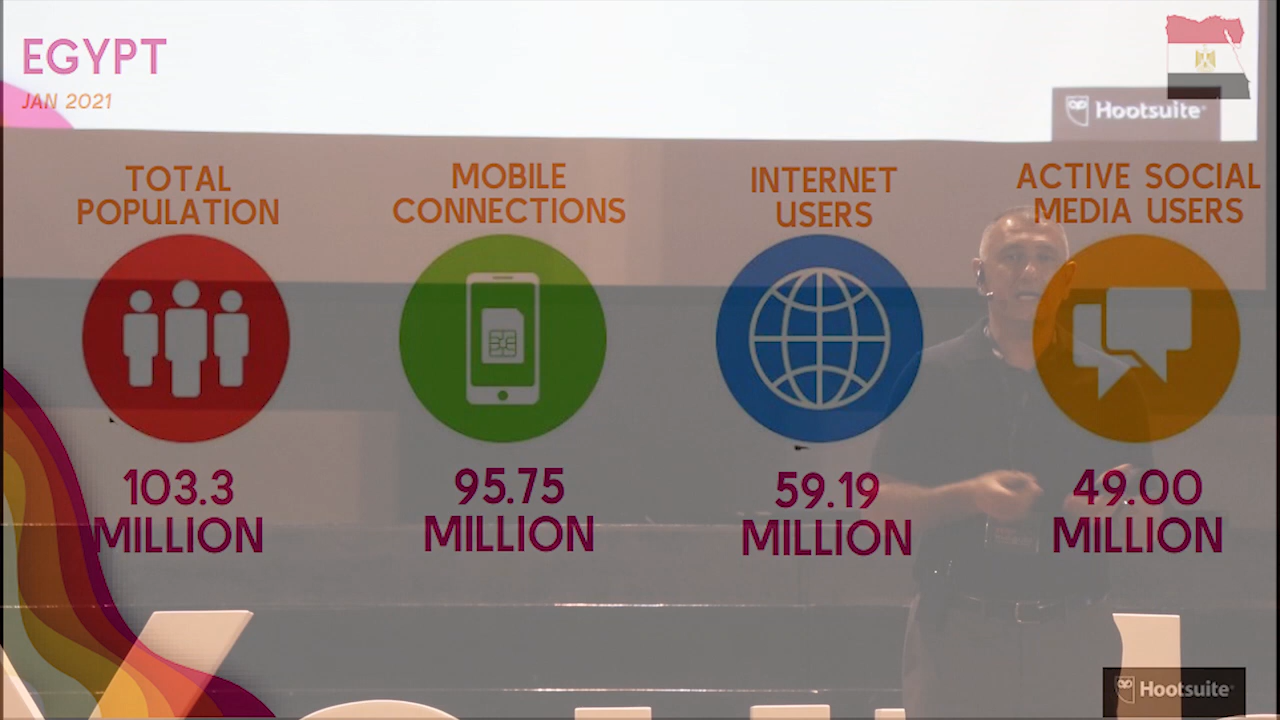 EGYPT
JAN 2021
Hootsuite
TOTAL
POPULATION
MOBILE
CONNECTIONS
INTERNET
USERS
ACTIVE SOCIAL
MEDIA USERS
103.3
MILLION
95.75
MILLION
59.19
MILLION
49.00
MILLION
Hootsuite